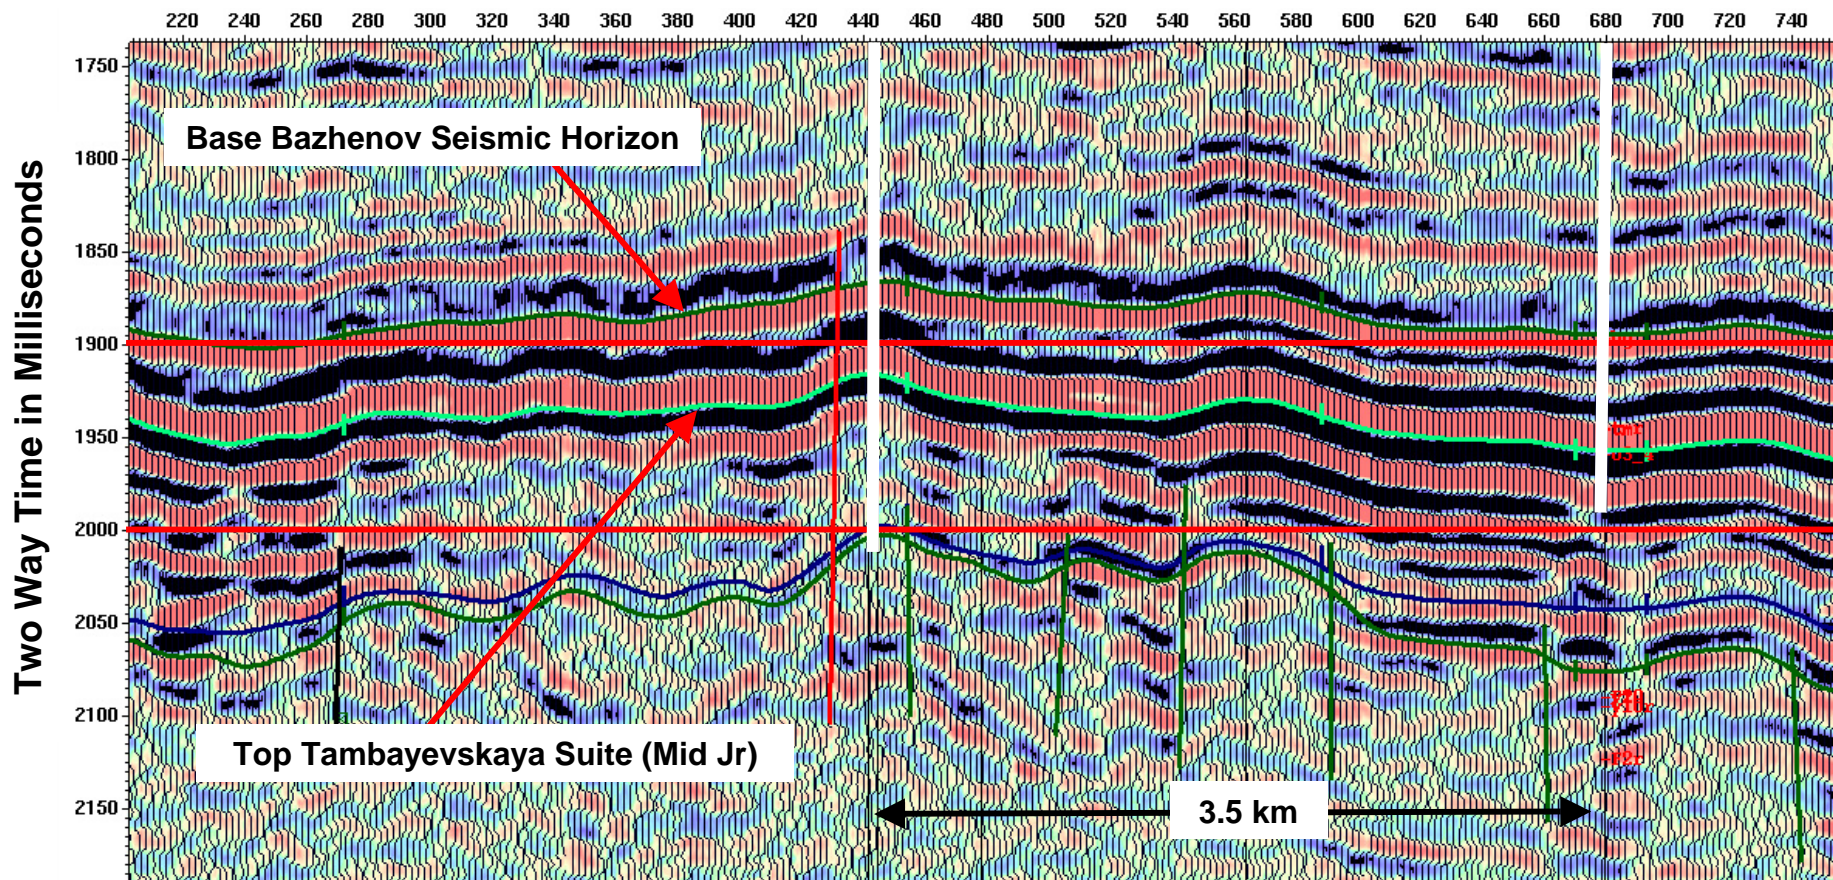 220 240 260 280 300 320 340 360 380 400 420 440 460 480 500 520 540 560 580 600 620 640 660 680 700 720 740
1750
Base Bazhenov Seismic Horizon
1800
1850
1900
1950
2000
2050
2100
2150
Two Way Time in Milliseconds
Top Tambayevskaya Suite (Mid Jr)
3.5 km